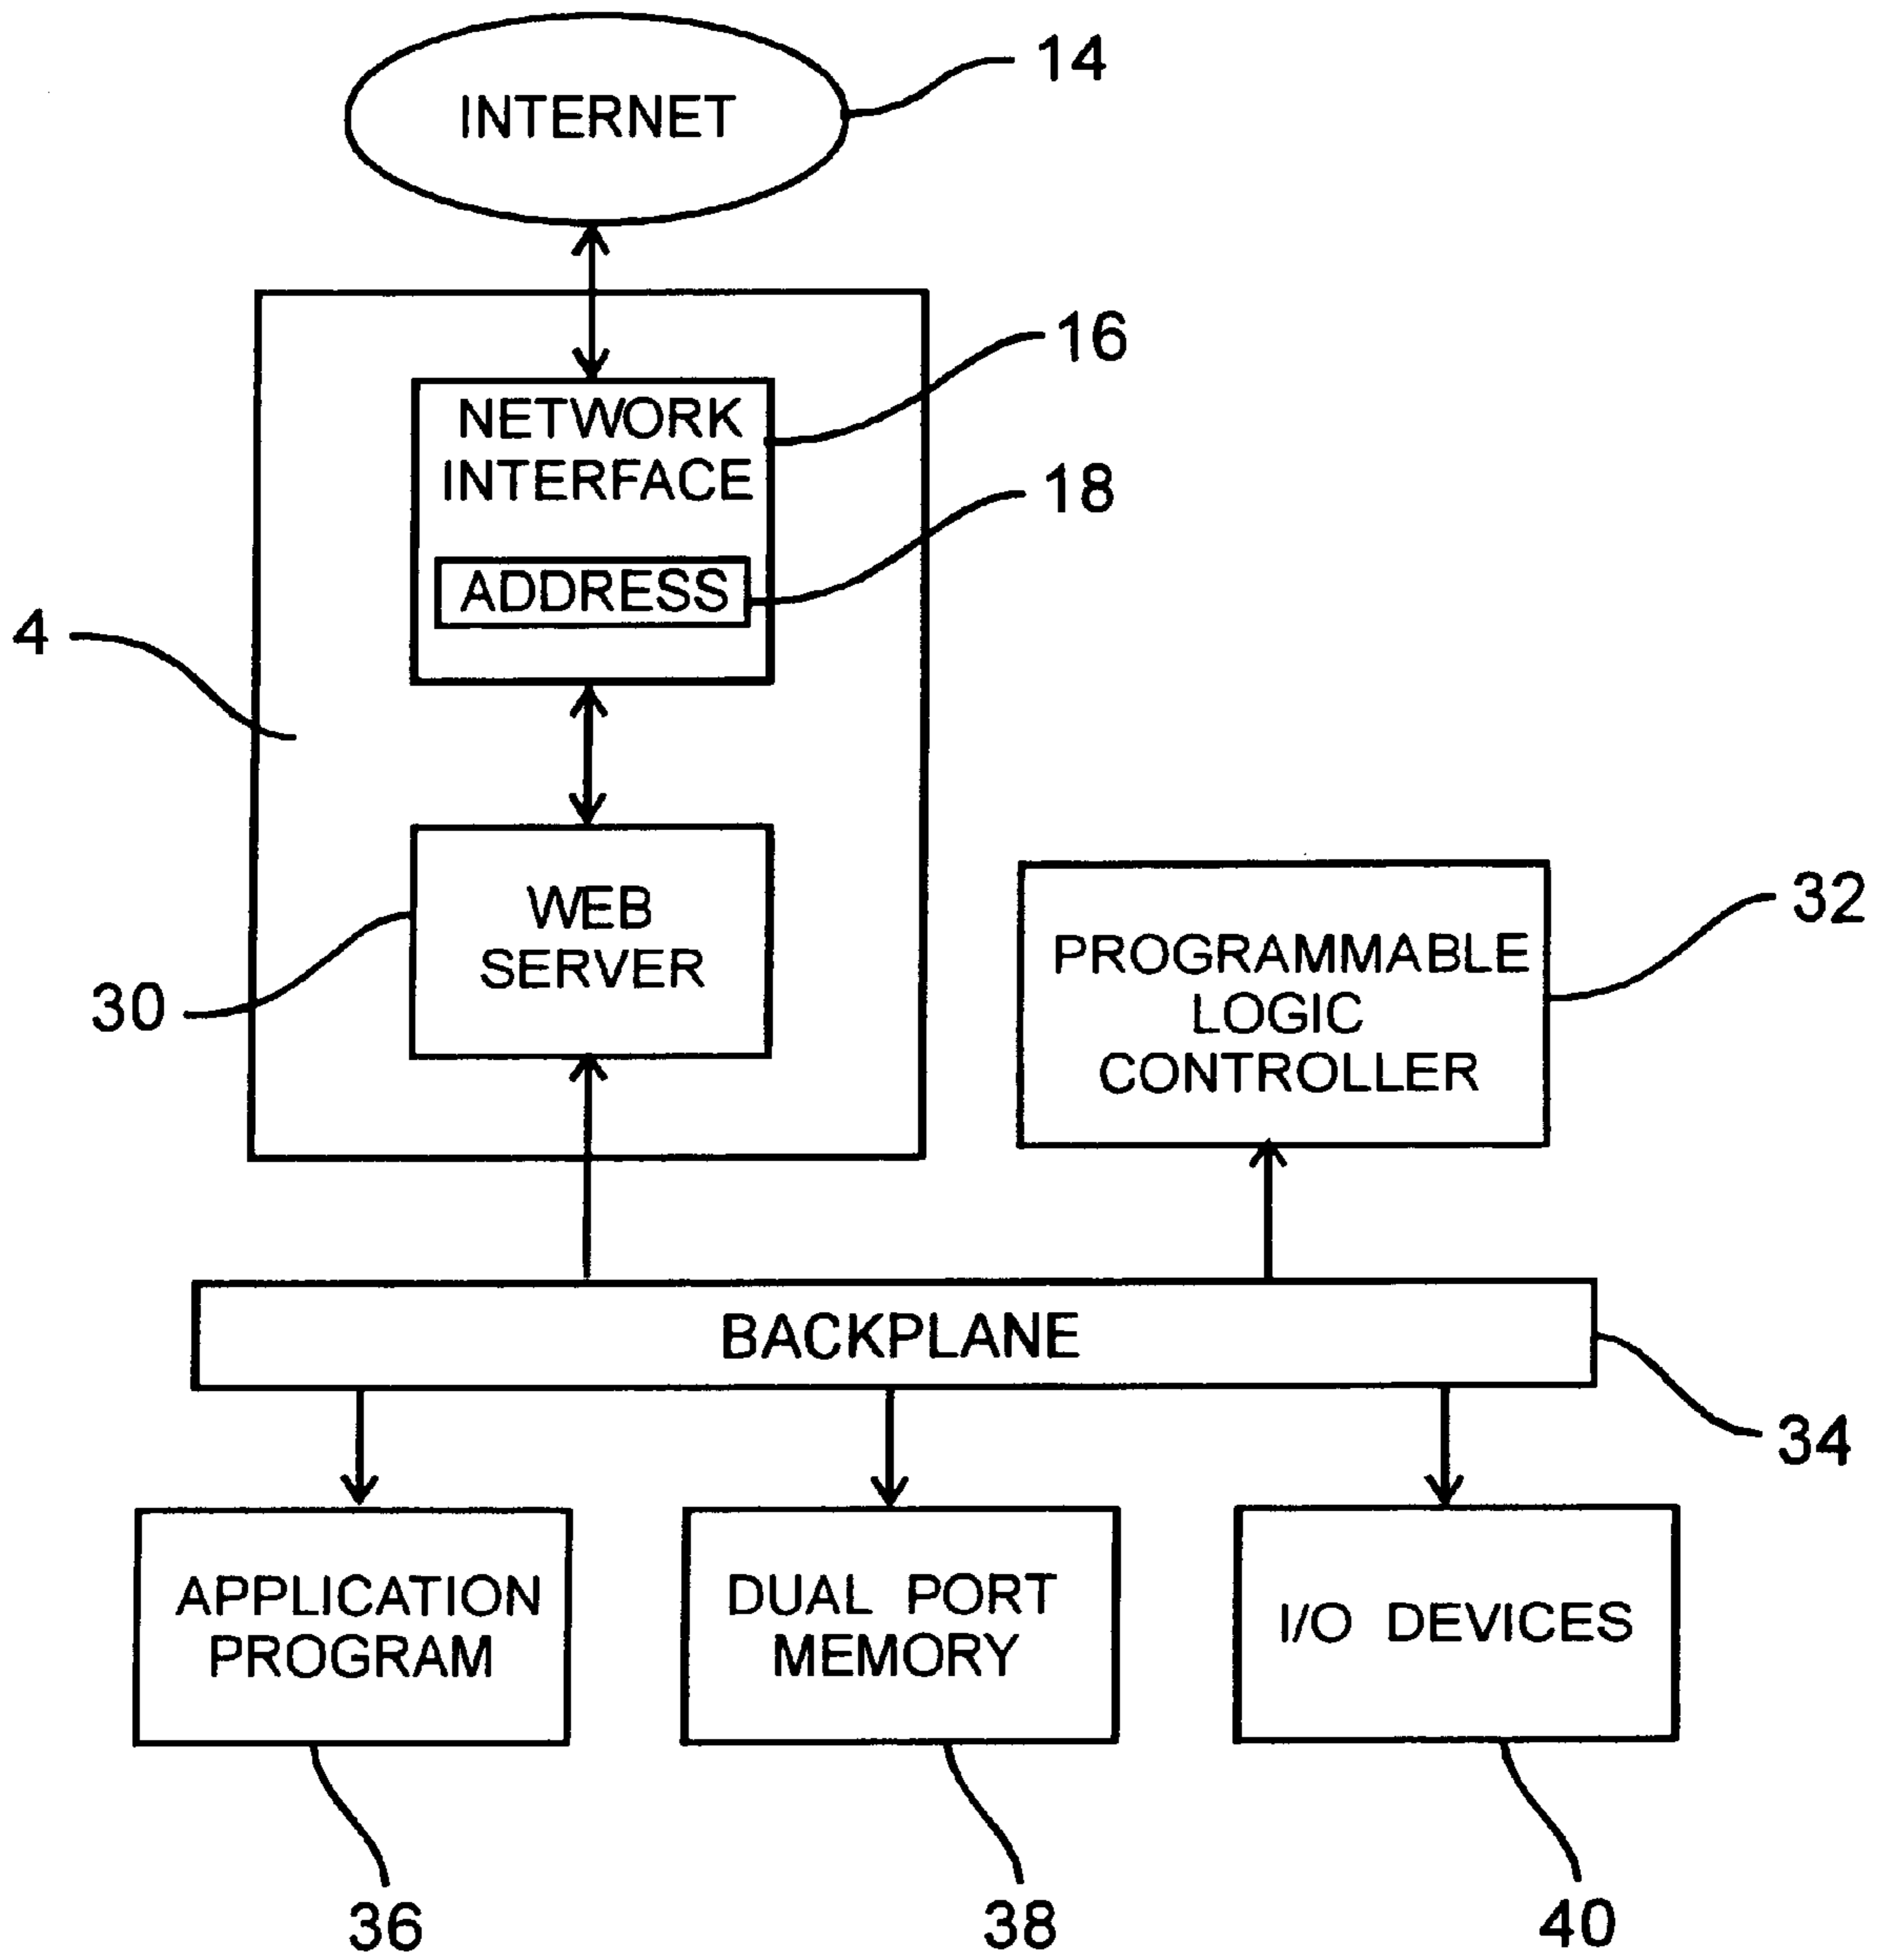 INTERNET
14
16
NETWORK
INTERFACE
18
ADDRESS
4
WEB
SERVER
30
32
PROGRAMMABLE
LOGIC
CONTROLLER
BACKPLANE
34
APPLICATION
PROGRAM
DUAL PORT
MEMORY
I/O DEVICES
36
38
40